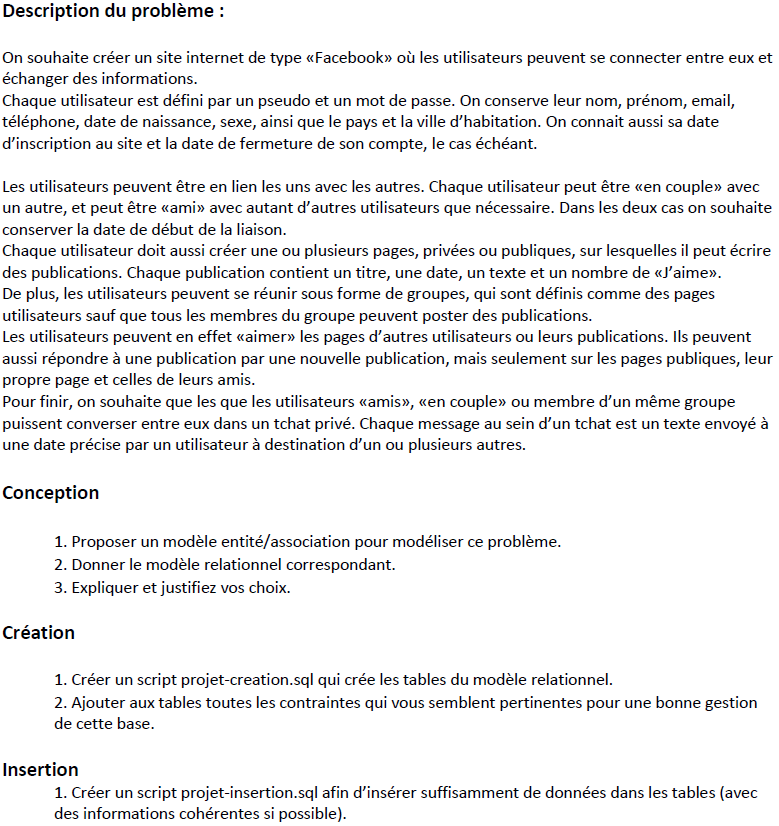 Description du problème :
On souhaite créer un site internet de type «Facebook» où les utilisateurs peuvent se connecter entre eux et
échanger des informations.
Chaque utilisateur est défini par un pseudo et un mot de passe. On conserve leur nom, prénom, email,
téléphone, date de naissance, sexe, ainsi que le pays et la ville d’habitation. On connait aussi sa date
d’inscription au site et la date de fermeture de son compte, le cas échéant.
Les utilisateurs peuvent être en lien les uns avec les autres. Chaque utilisateur peut être «en couple» avec
un autre, et peut être «ami» avec autant d’autres utilisateurs que nécessaire. Dans les deux cas on souhaite
conserver la date de début de la liaison.
Chaque utilisateur doit aussi créer une ou plusieurs pages, privées ou publiques, sur lesquelles il peut écrire
des publications. Chaque publication contient un titre, une date, un texte et un nombre de «J’aime».
De plus, les utilisateurs peuvent se réunir sous forme de groupes, qui sont définis comme des pages
utilisateurs sauf que tous les membres du groupe peuvent poster des publications.
Les utilisateurs peuvent en effet «aimer» les pages d’autres utilisateurs ou leurs publications. Ils peuvent
aussi répondre à une publication par une nouvelle publication, mais seulement sur les pages publiques, leur
propre page et celles de leurs amis.
Pour finir, on souhaite que les que les utilisateurs «amis», «en couple» ou membre d’un même groupe
puissent converser entre eux dans un tchat privé. Chaque message au sein d’un tchat est un texte envoyé à
une date précise par un utilisateur à destination d’un ou plusieurs autres.
Conception
1. Proposer un modèle entité/association pour modéliser ce problème.
2. Donner le modèle relationnel correspondant.
3. Expliquer et justifiez vos choix.
Création
1. Créer un script projet-creation.sql qui crée les tables du modèle relationnel.
2. Ajouter aux tables toutes les contraintes qui vous semblent pertinentes pour une bonne gestion
de cette base.
Insertion
1. Créer un script projet-insertion.sql afin d’insérer suffisamment de données dans les tables (avec
des informations cohérentes si possible).